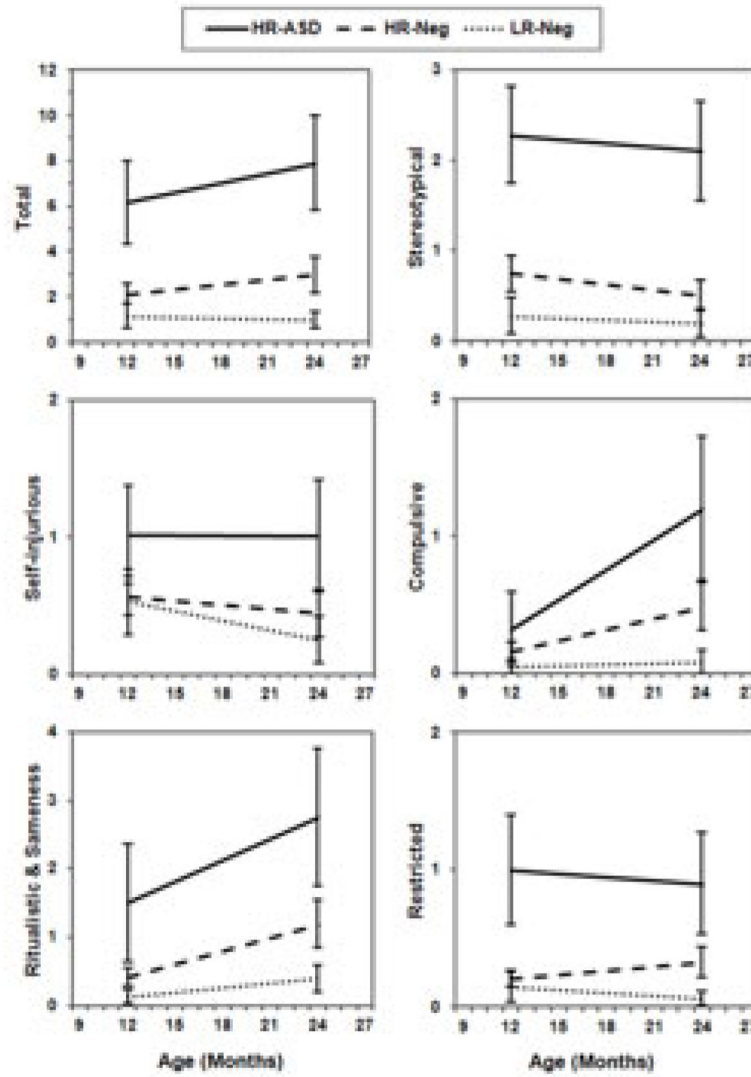 HR-ASD HR-Neg LR-Neg
Total
12
10
8
6
4
2
0
9 12 15 18 21 24 27
Stereotypical
3
2
1
0
9 12 15 18 21 24 27
Self-injurious
2
1
0
9 12 15 18 21 24 27
Compulsive
2
1
0
9 12 15 18 21 24 27
Ritualistic & Sameness
4
3
2
1
0
9 12 15 18 21 24 27
Age (Months)
Restricted
2
1
0
9 12 15 18 21 24 27
Age (Months)